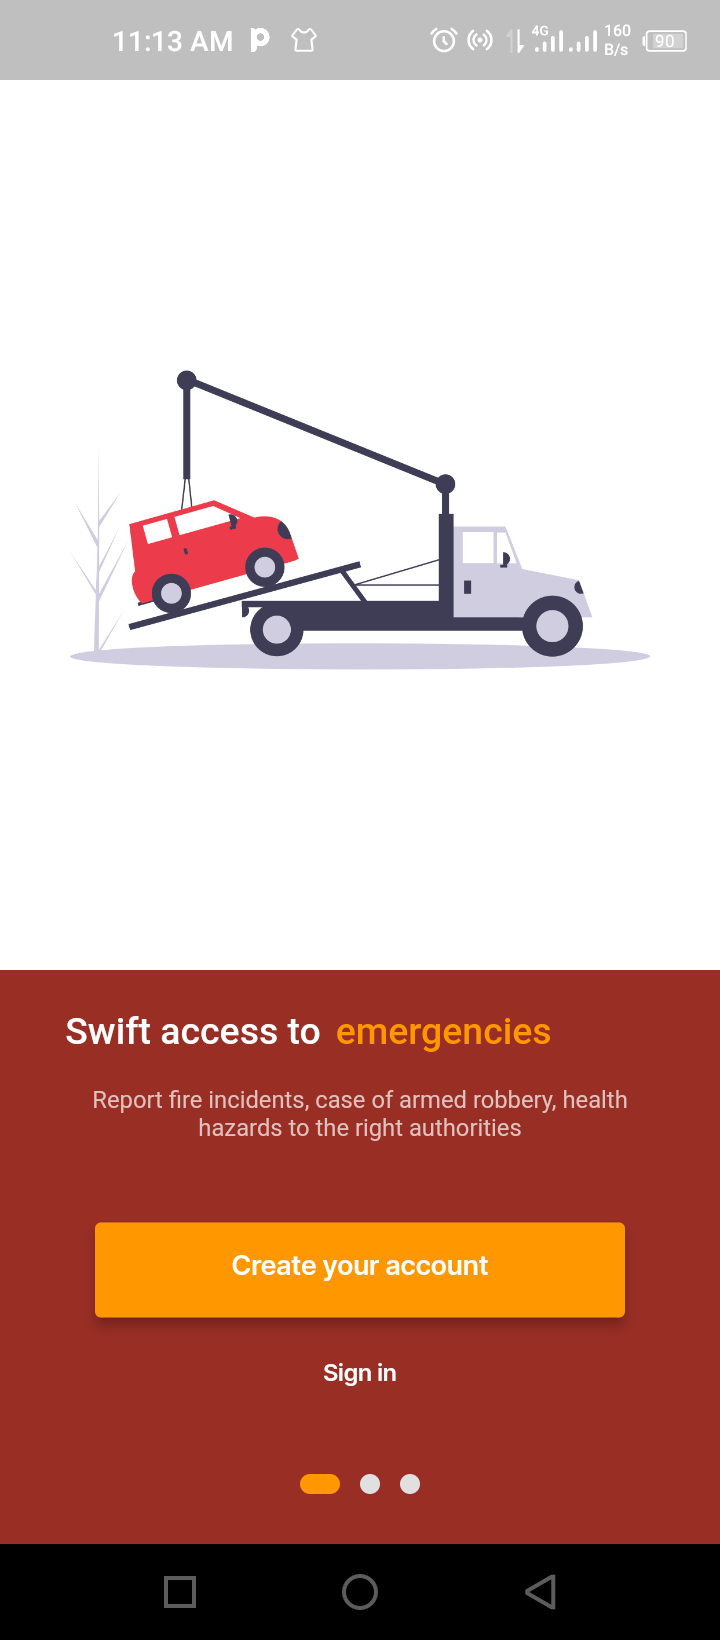 11:13 AM
4G
160
B/s
90
Swift access to emergencies
Report fire incidents, case of armed robbery, health
hazards to the right authorities
Create your account
Sign in